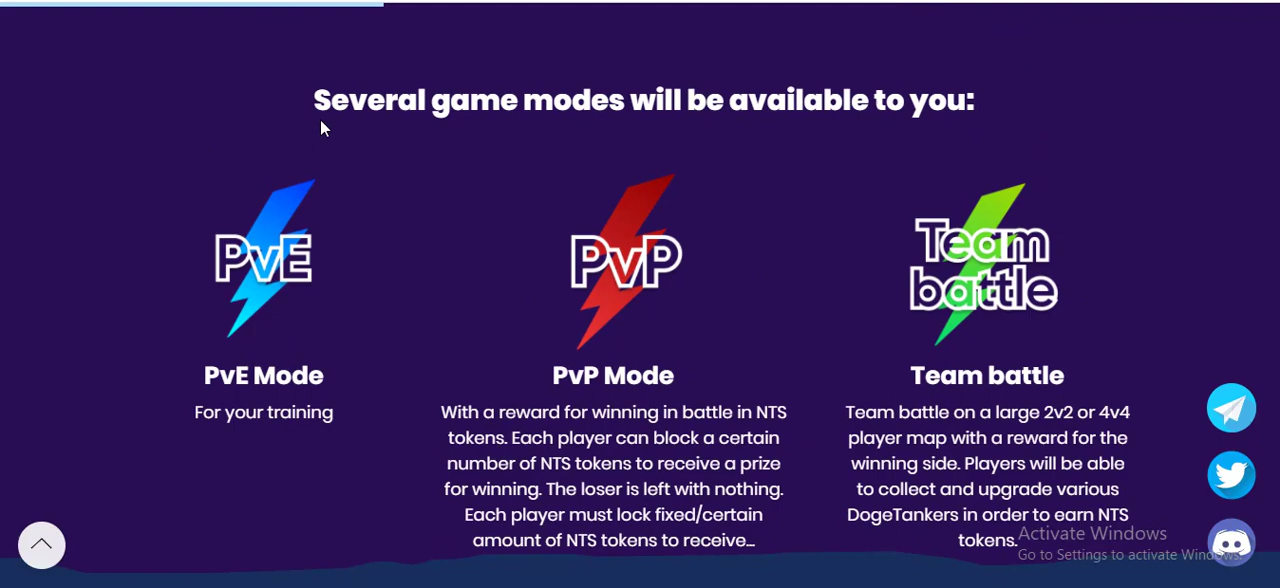 Several game modes will be available to you:
PvE
PvP
Team
battle
PvE Mode
For your training
PvP Mode
With a reward for winning in battle in NTS
tokens. Each player can block a certain
number of NTS tokens to receive a prize
for winning. The loser is left with nothing.
Each player must lock fixed/certain
amount of NTS tokens to receive...
Team battle
Team battle on a large 2v2 or 4v4
player map with a reward for the
winning side. Players will be able
to collect and upgrade various
DogeTankers in order to earn NTS
tokens.
Activate Windows
Go to Settings to activate Windows.